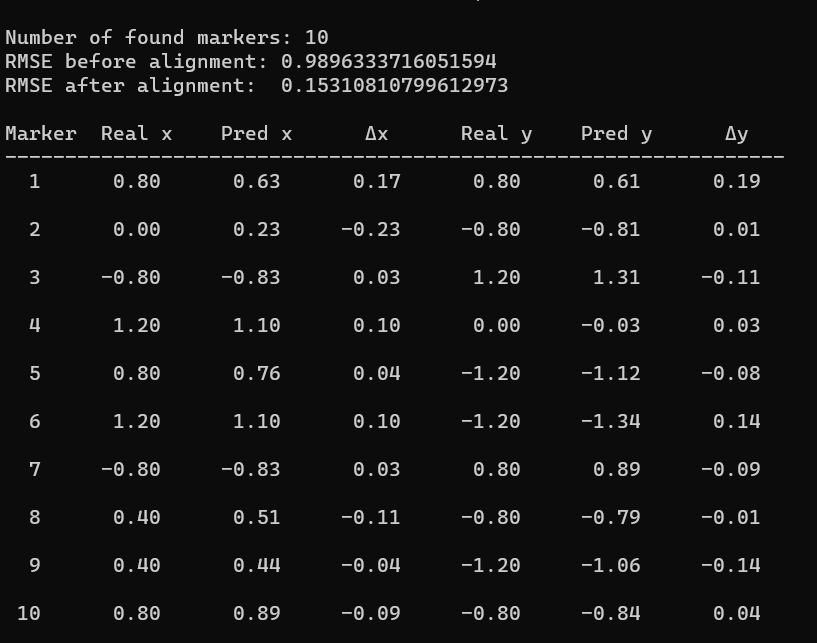 Number of found markers: 10
RMSE before alignment: 0.9896333716051594
RMSE after alignment:  0.15310810799612973
Marker  Real x    Pred x      Δx      Real y    Pred y      Δy
-----------------------------------------------------------------
1      0.80      0.63      0.17      0.80      0.61      0.19
2      0.00      0.23     -0.23     -0.80     -0.81      0.01
3     -0.80     -0.83      0.03      1.20      1.31     -0.11
4      1.20      1.10      0.10      0.00     -0.03      0.03
5      0.80      0.76      0.04     -1.20     -1.12     -0.08
6      1.20      1.10      0.10     -1.20     -1.34      0.14
7     -0.80     -0.83      0.03      0.80      0.89     -0.09
8      0.40      0.51     -0.11     -0.80     -0.79     -0.01
9      0.40      0.44     -0.04     -1.20     -1.06     -0.14
10      0.80      0.89     -0.09     -0.80     -0.84      0.04